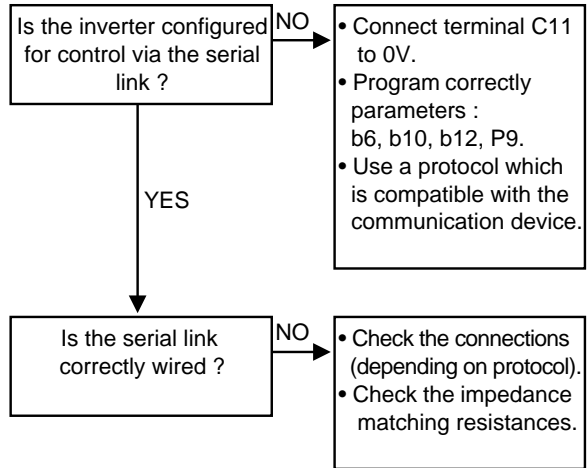 Is the inverter configured
for control via the serial
link ?
NO
• Connect terminal C11
to 0V.
• Program correctly
parameters :
b6, b10, b12, P9.
• Use a protocol which
is compatible with the
communication device.
YES
Is the serial link
correctly wired ?
NO
• Check the connections
(depending on protocol).
• Check the impedance
matching resistances.